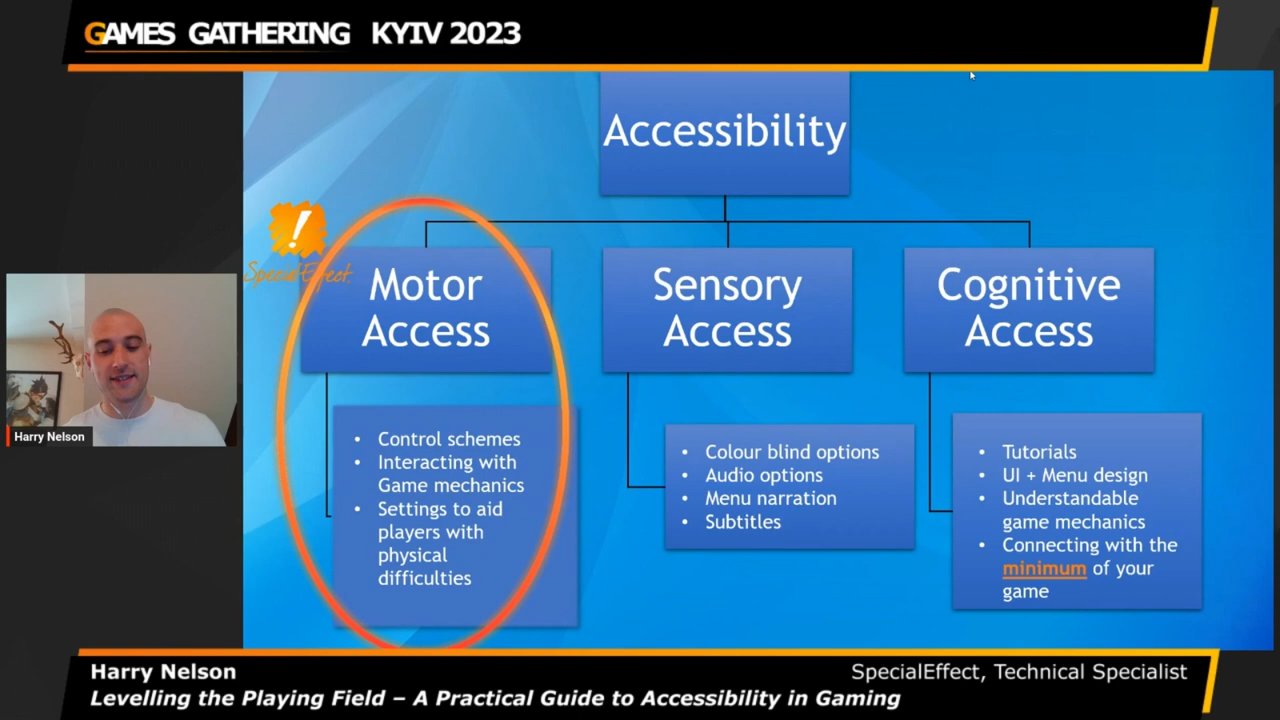 GAMES GATHERING KYIV 2023
Accessibility
SpecialEffect
Motor
Access
Sensory
Access
Cognitive
Access
• Control schemes
• Interacting with
Game mechanics
• Settings to aid
players with
physical
difficulties
• Colour blind options
• Audio options
• Menu narration
• Subtitles
• Tutorials
• UI + Menu design
• Understandable
game mechanics
• Connecting with the
minimum of your
game
Harry Nelson
Harry Nelson
SpecialEffect, Technical Specialist
Levelling the Playing Field – A Practical Guide to Accessibility in Gaming